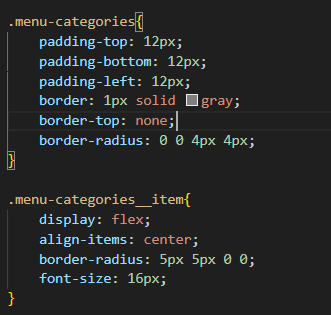 .menu-categories{
    padding-top: 12px;
    padding-bottom: 12px;
    padding-left: 12px;
    border: 1px solid gray;
    border-top: none;
    border-radius: 0 0 4px 4px;
}
.menu-categories__item{
    display: flex;
    align-items: center;
    border-radius: 5px 5px 0 0;
    font-size: 16px;
}